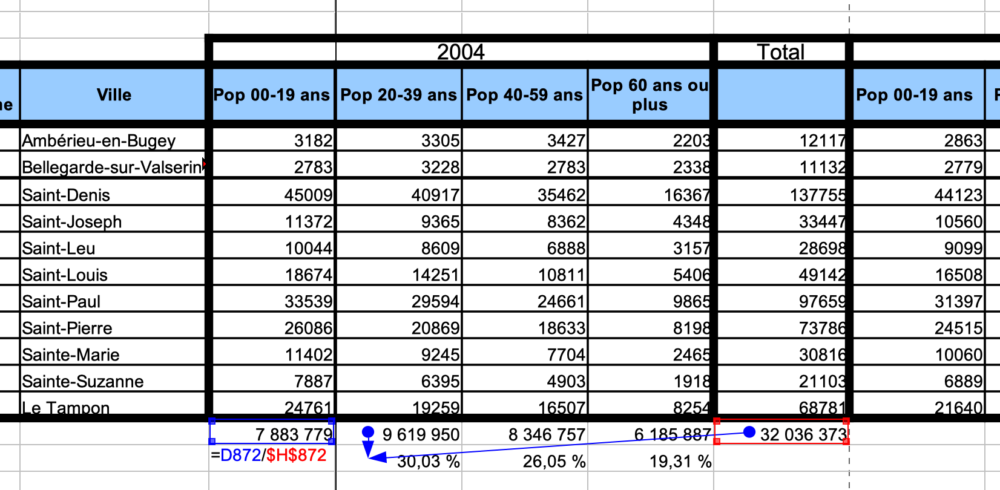 2004 Total
ne Ville Pop 00-19 ans Pop 20-39 ans Pop 40-59 ans Pop 60 ans ou plus Pop 00-19 ans
Ambérieu-en-Bugey 3182 3305 3427 2203 12117 2863
Bellegarde-sur-Valserin 2783 3228 2783 2338 11132 2779
Saint-Denis 45009 40917 35462 16367 137755 44123
Saint-Joseph 11372 9365 8362 4348 33447 10560
Saint-Leu 10044 8609 6888 3157 28698 9099
Saint-Louis 18674 14251 10811 5406 49142 16508
Saint-Paul 33539 29594 24661 9865 97659 31397
Saint-Pierre 26086 20869 18633 8198 73786 24515
Sainte-Marie 11402 9245 7704 2465 30816 10060
Sainte-Suzanne 7887 6395 4903 1918 21103 6889
Le Tampon 24761 19259 16507 8254 68781 21640
7 883 779 9 619 950 8 346 757 6 185 887 32 036 373
=D872/$H$872 30,03 % 26,05 % 19,31 %